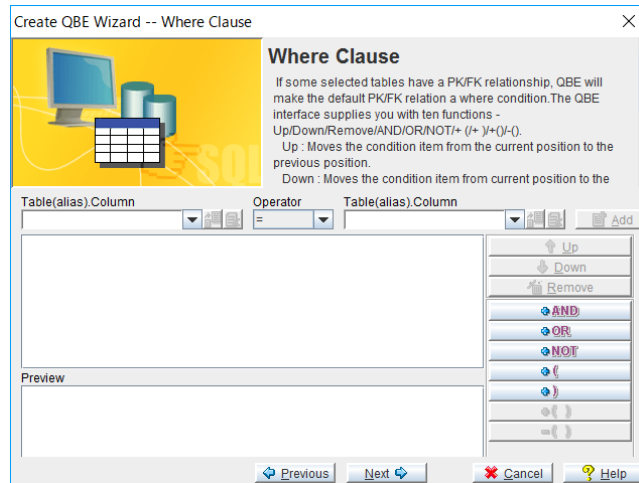 Create QBE Wizard -- Where Clause
Where Clause
If some selected tables have a PK/FK relationship, QBE will
make the default PK/FK relation a where condition.The QBE
interface supplies you with ten functions -
Up/Down/Remove/AND/OR/NOT/+ (/+ )/+()/-().
Up : Moves the condition item from the current position to the
previous position.
Down : Moves the condition item from current position to the
SQL
Table(alias).Column Operator Table(alias).Column
= Add
Up
Down
Remove
AND
OR
NOT
(
)
( )
( )
Preview
Previous Next Cancel Help